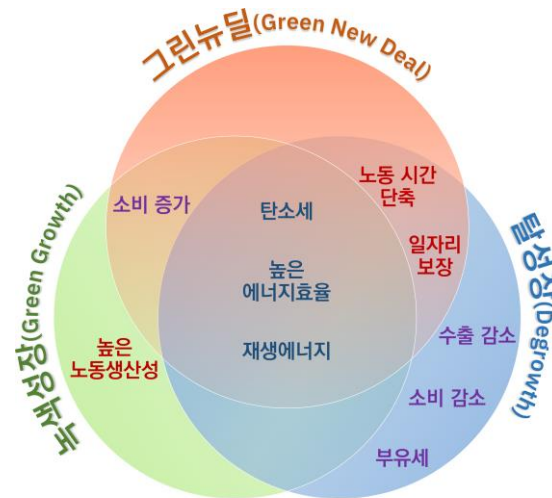 그린뉴딜(Green New Deal)
녹색성장(Green Growth)
탈성장(Degrowth)
소비 증가
탄소세
노동 시간
단축
일자리
보장
높은
에너지효율
재생에너지
높은
노동생산성
수출 감소
소비 감소
부유세